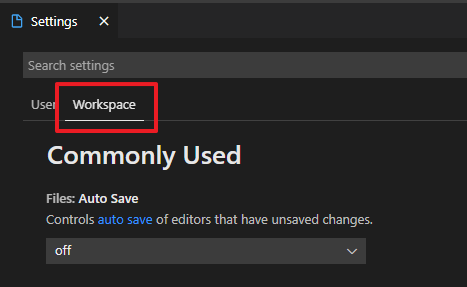 Settings
Search settings
User Workspace
Commonly Used
Files: Auto Save
Controls auto save of editors that have unsaved changes.
off